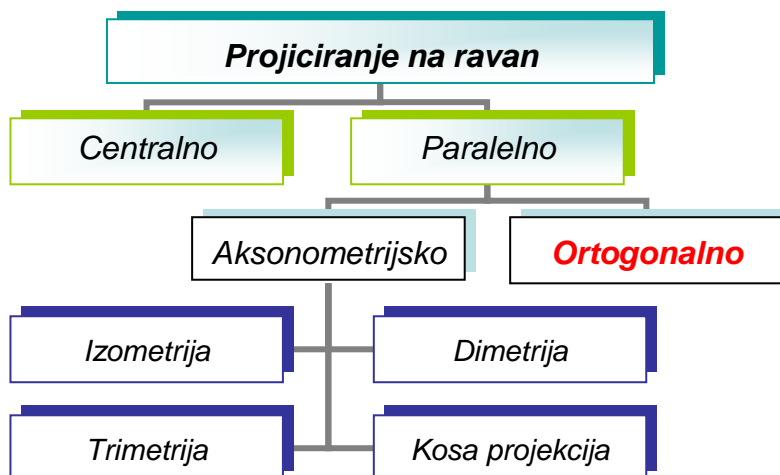 Projiciranje na ravan
Centralno
Paralelno
Aksonometrijsko
Ortogonalno
Izometrija
Dimetrija
Trimetrija
Kosa projekcija